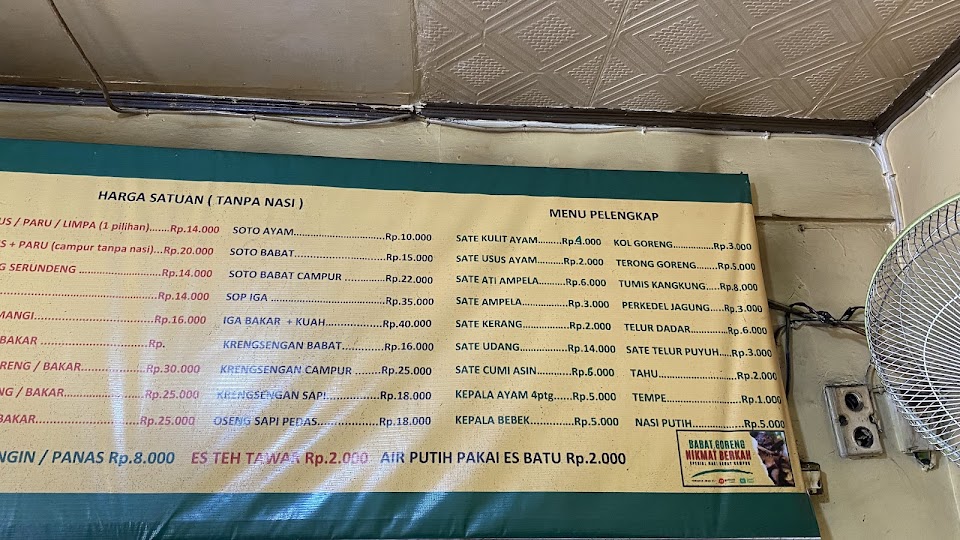 HARGA SATUAN ( TANPA NASI )
US / PARU / LIMPA (1 pilihan).......Rp.14.000
S + PARU (campur tanpa nasi)...Rp.20.000
G SERUNDENG ........................Rp.14.000
Rp.14.000
MANGI..............................Rp.16.000
BAKAR ..............................Rp.
RENG / BAKAR...................Rp.30.000
NG / BAKAR.......................Rp.25.000
BAKAR..............................Rp.25.000
SOTO AYAM..............................Rp.10.000
SOTO BABAT............................Rp.15.000
SOTO BABAT CAMPUR ............Rp.22.000
SOP IGA ...................................Rp.35.000
IGA BAKAR + KUAH..................Rp.40.000
KRENGSENGAN BABAT..............Rp.16.000
KRENGSENGAN CAMPUR ........Rp.25.000
KRENGSENGAN SAPI.................Rp.18.000
OSENG SAPI PEDAS...................Rp.18.000
MENU PELENGKAP
SATE KULIT AYAM.........Rp.4.000
SATE USUS AYAM..........Rp.2.000
SATE ATI AMPELA.........Rp.6.000
SATE AMPELA...............Rp.3.000
SATE KERANG...............Rp.2.000
SATE UDANG................Rp.14.000
SATE CUMI ASIN............Rp.6.000
KEPALA AYAM 4ptg......Rp.5.000
KEPALA BEBEK...............Rp.5.000
KOL GORENG............Rp.3.000
TERONG GORENG........Rp.5.000
TUMIS KANGKUNG.....Rp.8.000
PERKEDEL JAGUNG.....Rp.3.000
TELUR DADAR.............Rp.6.000
SATE TELUR PUYUH.....Rp.3.000
TAHU..........................Rp.2.000
TEMPE.........................Rp.1.000
NASI PUTIH.................Rp.5.000
NGIN / PANAS Rp.8.000 ES TEH TAWAR Rp.2.000 AIR PUTIH PAKAI ES BATU Rp.2.000
BABAT GORENG
NIKMAT BERKAH